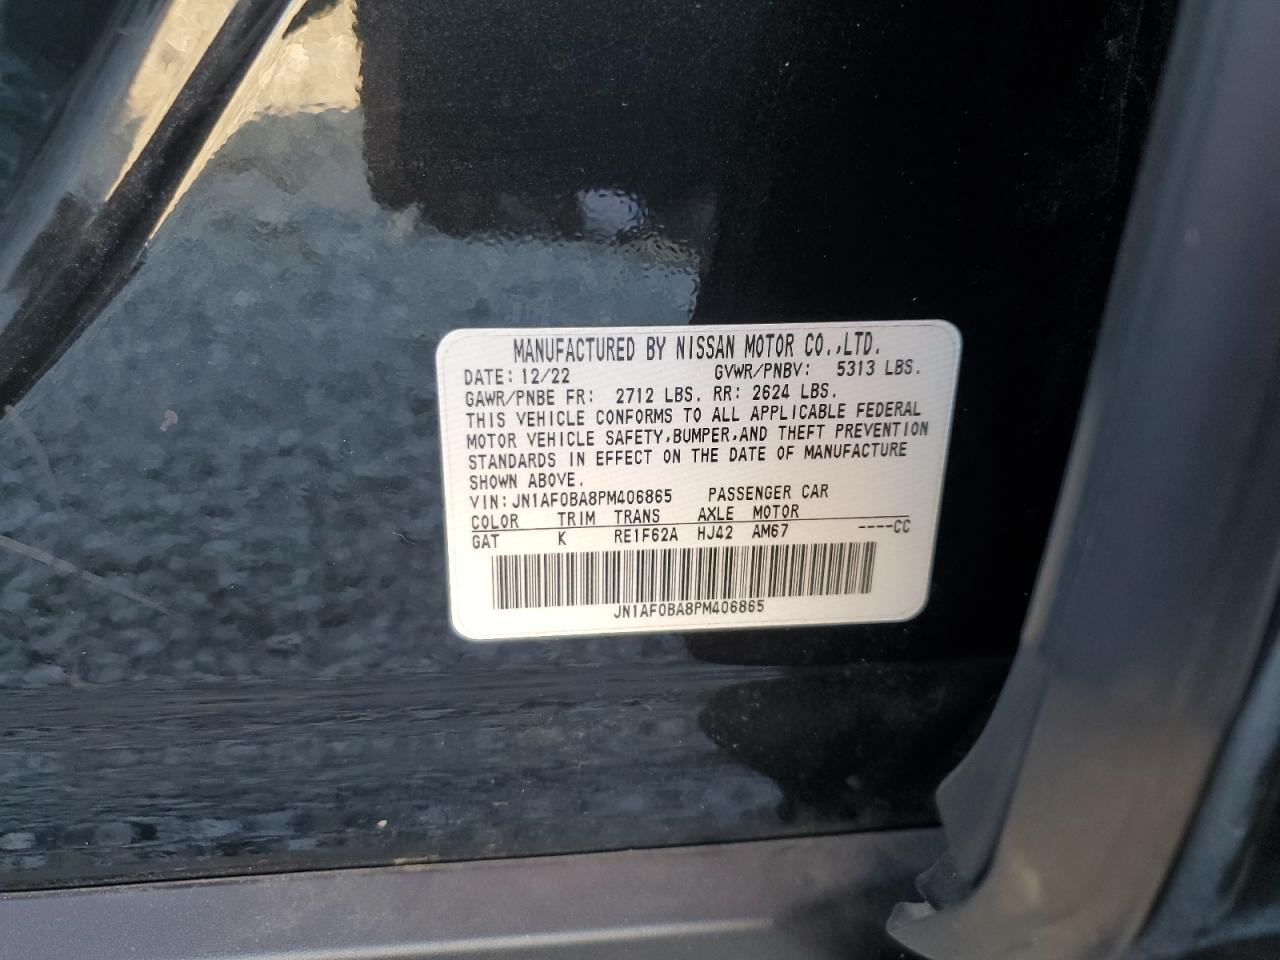 MANUFACTURED BY NISSAN MOTOR CO.,LTD.
DATE: 12/22 GVWR/PNBV: 5313 LBS.
GAWR/PNBE FR: 2712 LBS. RR: 2624 LBS.
THIS VEHICLE CONFORMS TO ALL APPLICABLE FEDERAL
MOTOR VEHICLE SAFETY,BUMPER,AND THEFT PREVENTION
STANDARDS IN EFFECT ON THE DATE OF MANUFACTURE
SHOWN ABOVE.
VIN: JN1AF0BA8PM406865 PASSENGER CAR
COLOR TRIM TRANS AXLE MOTOR
GAT K RE1F62A HJ42 AM67 ----CC
JN1AF0BA8PM406865